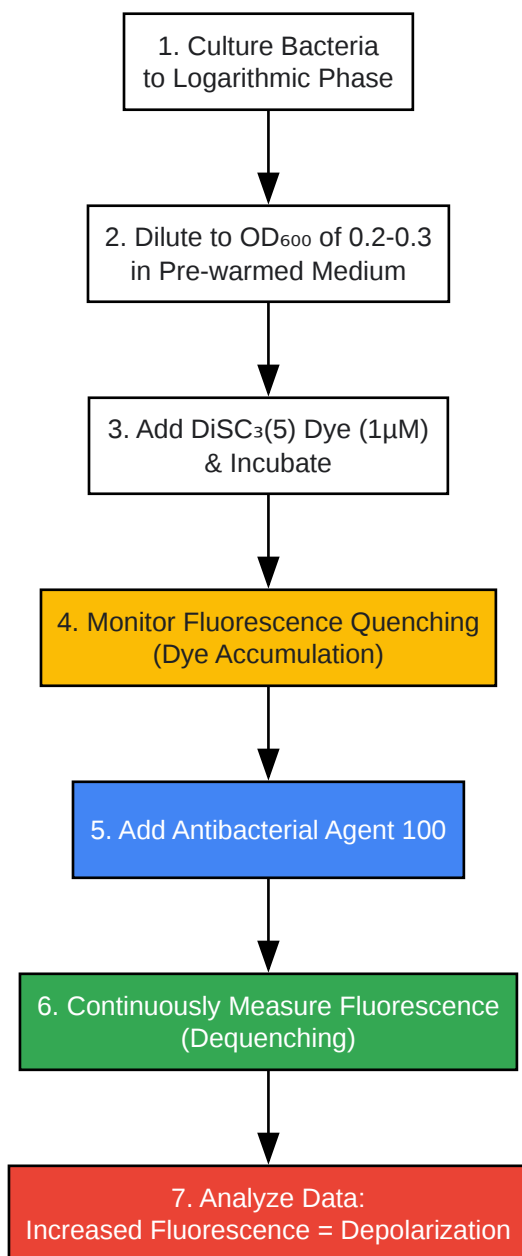 1. Culture Bacteria
to Logarithmic Phase
2. Dilute to OD₆₀₀ of 0.2-0.3
in Pre-warmed Medium
3. Add DiSC₃(5) Dye (1µM)
& Incubate
4. Monitor Fluorescence Quenching
(Dye Accumulation)
5. Add Antibacterial Agent 100
6. Continuously Measure Fluorescence
(Dequenching)
7. Analyze Data:
Increased Fluorescence = Depolarization